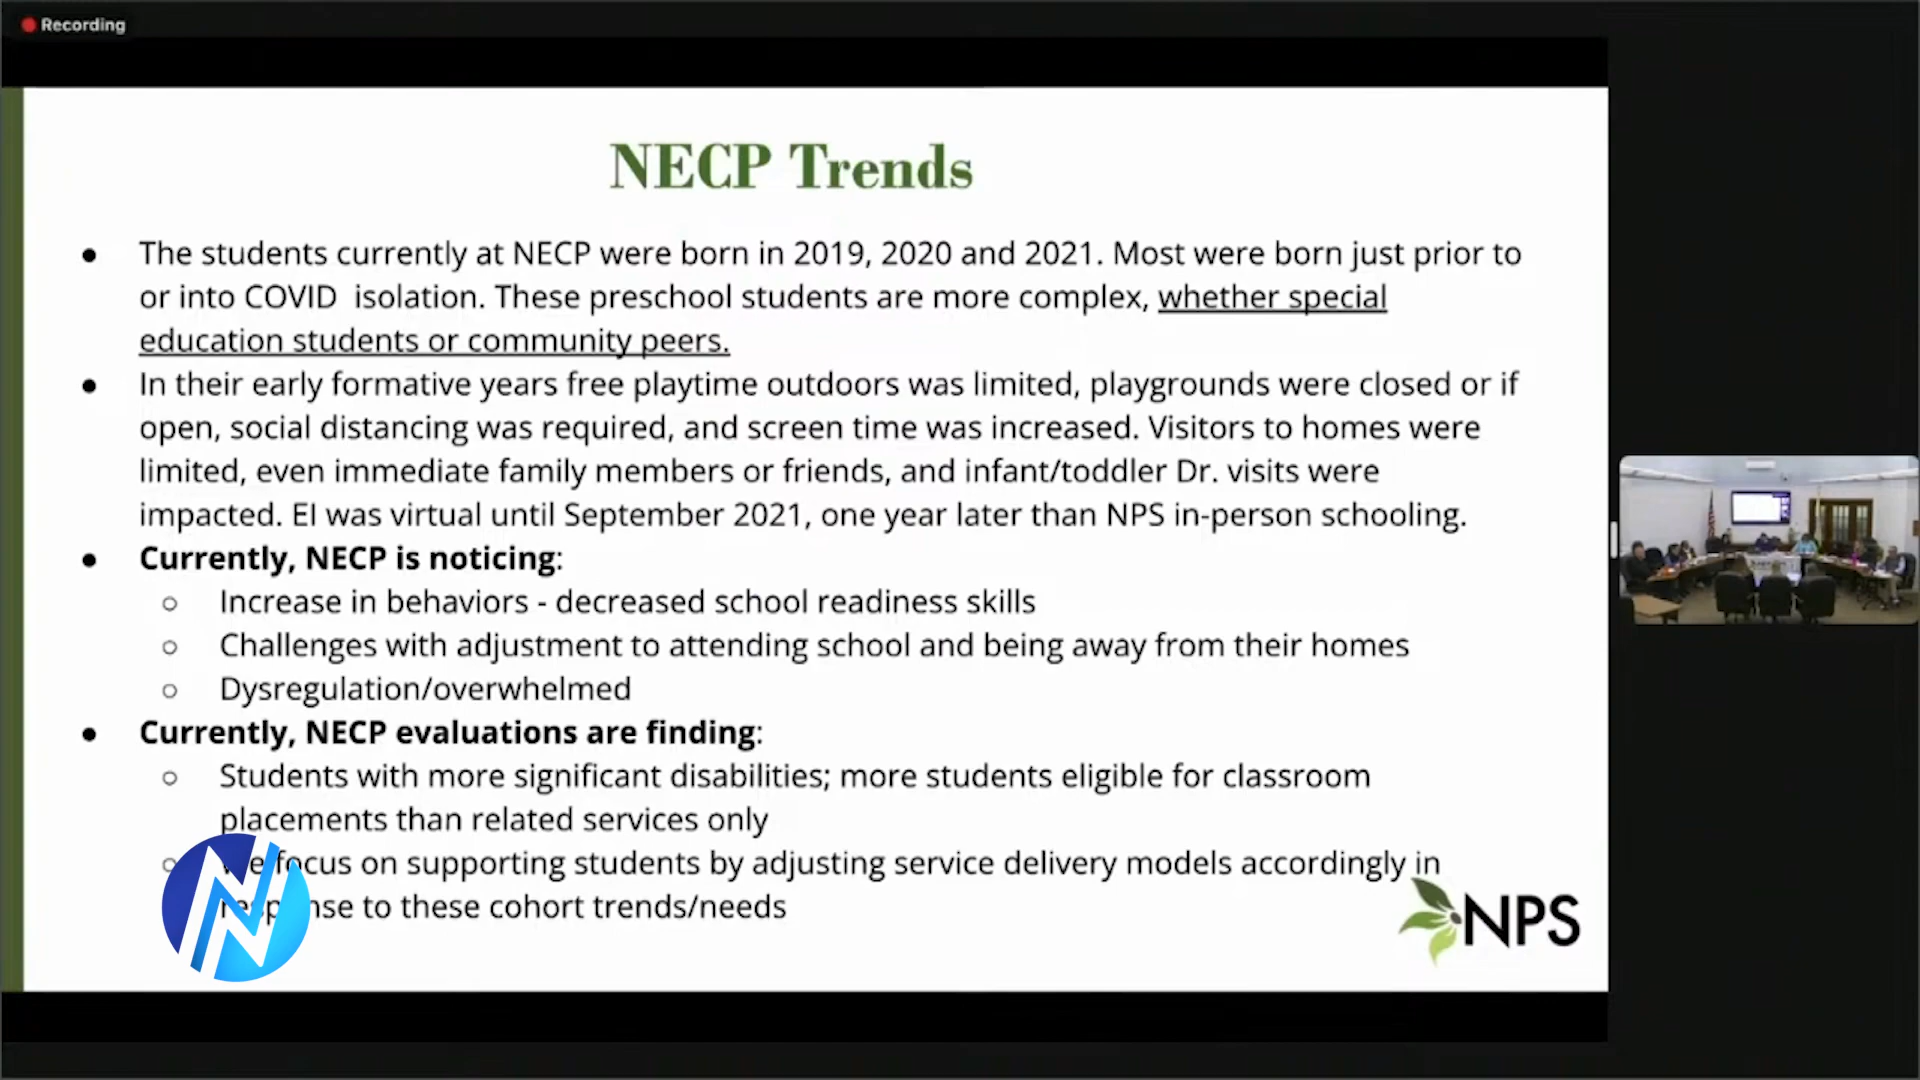 Recording
NECP Trends
● The students currently at NECP were born in 2019, 2020 and 2021. Most were born just prior to
or into COVID isolation. These preschool students are more complex, whether special
education students or community peers.
● In their early formative years free playtime outdoors was limited, playgrounds were closed or if
open, social distancing was required, and screen time was increased. Visitors to homes were
limited, even immediate family members or friends, and infant/toddler Dr. visits were
impacted. EI was virtual until September 2021, one year later than NPS in-person schooling.
● Currently, NECP is noticing:
○ Increase in behaviors - decreased school readiness skills
○ Challenges with adjustment to attending school and being away from their homes
○ Dysregulation/overwhelmed
● Currently, NECP evaluations are finding:
○ Students with more significant disabilities; more students eligible for classroom
placements than related services only
○ focus on supporting students by adjusting service delivery models accordingly in
to these cohort trends/needs
NPS